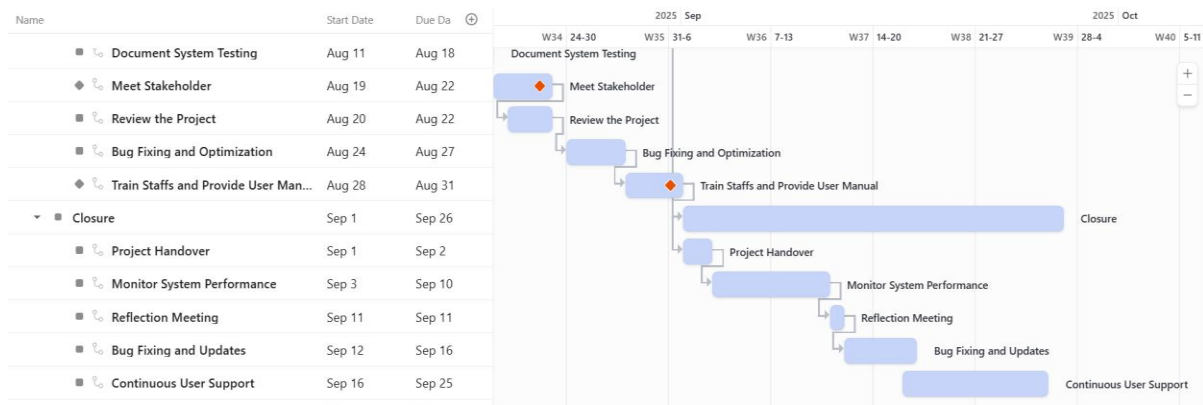 Name Start Date Due Da
2025 Sep 2025 Oct
W34 24-30 W35 31-6 W36 7-13 W37 14-20 W38 21-27 W39 28-4 W40 5-11
Document System Testing Aug 11 Aug 18 Document System Testing
Meet Stakeholder Aug 19 Aug 22 Meet Stakeholder
Review the Project Aug 20 Aug 22 Review the Project
Bug Fixing and Optimization Aug 24 Aug 27 Bug Fixing and Optimization
Train Staffs and Provide User Man... Aug 28 Aug 31 Train Staffs and Provide User Manual
Closure Sep 1 Sep 26 Closure
Project Handover Sep 1 Sep 2 Project Handover
Monitor System Performance Sep 3 Sep 10 Monitor System Performance
Reflection Meeting Sep 11 Sep 11 Reflection Meeting
Bug Fixing and Updates Sep 12 Sep 16 Bug Fixing and Updates
Continuous User Support Sep 16 Sep 25 Continuous User Support